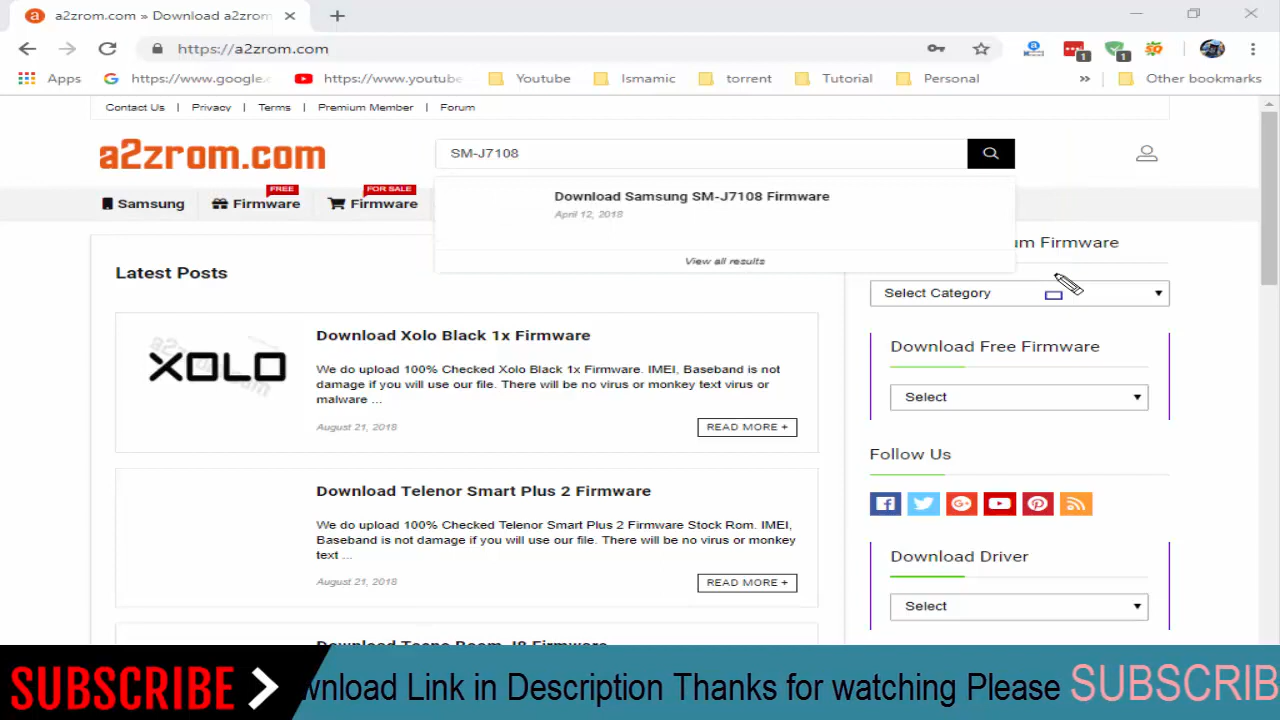 a2zrom.com » Download a2zrom
https://a2zrom.com
1
1
Apps
https://www.google.c
https://www.youtube
Youtube
Ismamic
torrent
Tutorial
Personal
»
Other bookmarks
Contact Us | Privacy | Terms | Premium Member | Forum
a2zrom.com
SM-J7108
Samsung
FREE
Firmware
FOR SALE
Firmware
Download Samsung SM-J7108 Firmware
April 12, 2018
View all results
um Firmware
Select Category
Latest Posts
XOLO
Download Xolo Black 1x Firmware
We do upload 100% Checked Xolo Black 1x Firmware. IMEI, Baseband is not
damage if you will use our file. There will be no virus or monkey text virus or
malware ...
August 21, 2018
READ MORE +
Download Free Firmware
Select
Follow Us
Download Telenor Smart Plus 2 Firmware
We do upload 100% Checked Telenor Smart Plus 2 Firmware Stock Rom. IMEI,
Baseband is not damage if you will use our file. There will be no virus or monkey
text ...
August 21, 2018
READ MORE +
Download Driver
Select
SUBSCRIBE
wnload Link in Description Thanks for watching Please SUBSCRIB